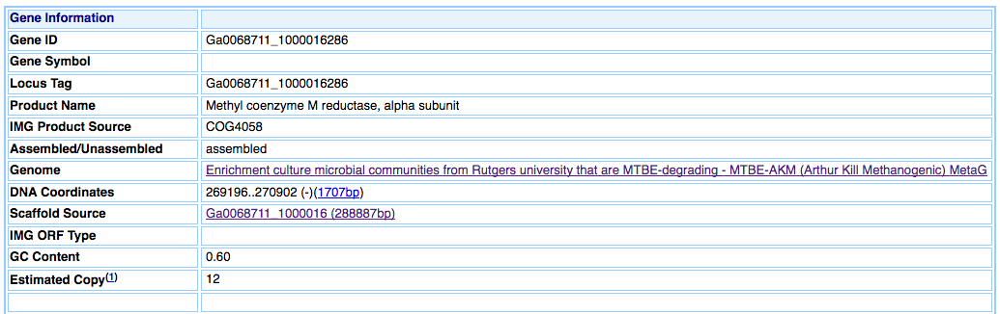 Gene Information
Gene ID Ga0068711_1000016286
Gene Symbol
Locus Tag Ga0068711_1000016286
Product Name Methyl coenzyme M reductase, alpha subunit
IMG Product Source COG4058
Assembled/Unassembled assembled
Genome Enrichment culture microbial communities from Rutgers university that are MTBE-degrading - MTBE-AKM (Arthur Kill Methanogenic) MetaG
DNA Coordinates 269196..270902 (-)(1707bp)
Scaffold Source Ga0068711_1000016 (288887bp)
IMG ORF Type
GC Content 0.60
Estimated Copy(1) 12